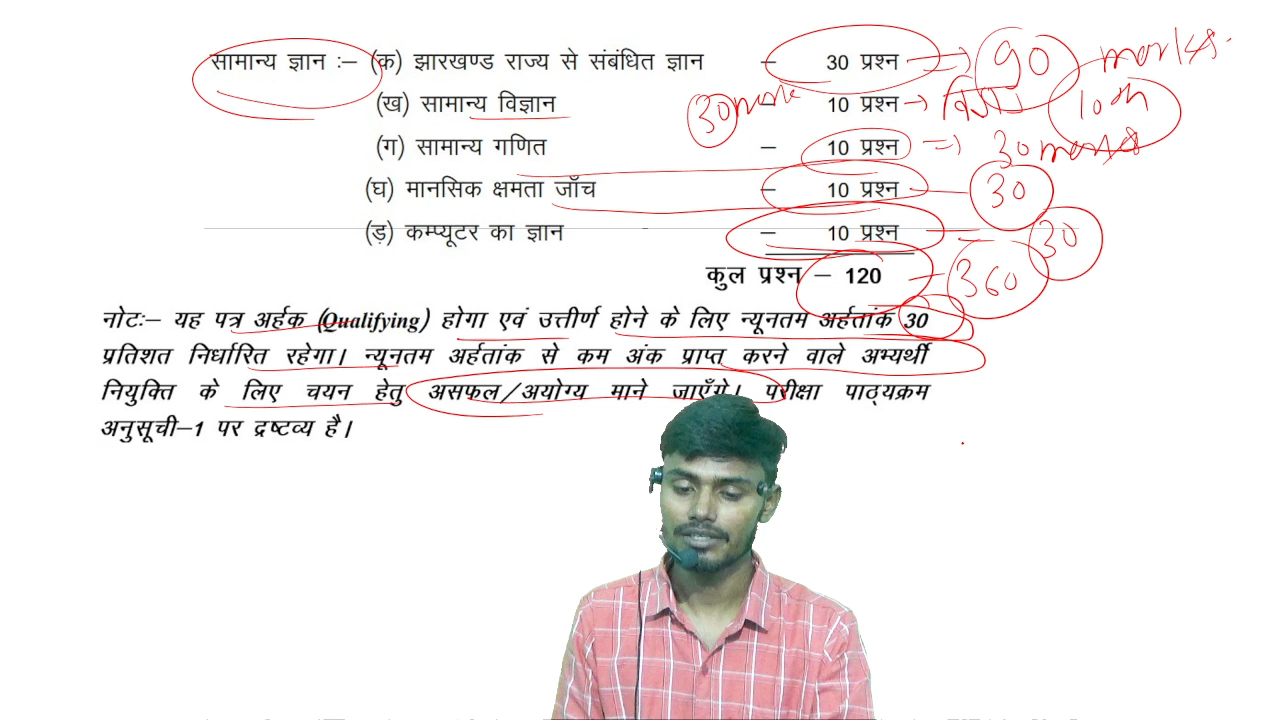 सामान्य ज्ञान :– (क) झारखण्ड राज्य से संबंधित ज्ञान – 30 प्रश्न => 90 marks
(ख) सामान्य विज्ञान – 10 प्रश्न → 10th
30
(ग) सामान्य गणित – 10 प्रश्न => 30 marks
(घ) मानसिक क्षमता जाँच – 10 प्रश्न – 30
(ड़) कम्प्यूटर का ज्ञान – 10 प्रश्न – 30
कुल प्रश्न – 120 – 360
नोटः– यह पत्र अर्हक (Qualifying) होगा एवं उत्तीर्ण होने के लिए न्यूनतम अर्हतांक 30
प्रतिशत निर्धारित रहेगा। न्यूनतम अर्हतांक से कम अंक प्राप्त करने वाले अभ्यर्थी
नियुक्ति के लिए चयन हेतु असफल/अयोग्य माने जाएँगे। परीक्षा पाठ्यक्रम
अनुसूची–1 पर द्रष्टव्य है।